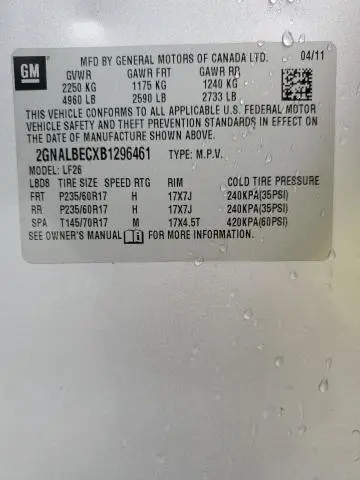 GM
MFD BY GENERAL MOTORS OF CANADA LTD. 04/11
GVWR GAWR FRT GAWR RR
2250 KG 1175 KG 1240 KG
4960 LB 2590 LB 2733 LB
THIS VEHICLE CONFORMS TO ALL APPLICABLE U.S. FEDERAL MOTOR
VEHICLE SAFETY AND THEFT PREVENTION STANDARDS IN EFFECT ON
THE DATE OF MANUFACTURE SHOWN ABOVE.
2GNALBECXB1296461 TYPE: M.P.V.
MODEL: LF26
LBD8 TIRE SIZE SPEED RTG RIM COLD TIRE PRESSURE
FRT P235/60R17 H 17X7J 240KPA(35PSI)
RR P235/60R17 H 17X7J 240KPA(35PSI)
SPA T145/70R17 M 17X4.5T 420KPA(60PSI)
SEE OWNER'S MANUAL FOR MORE INFORMATION.